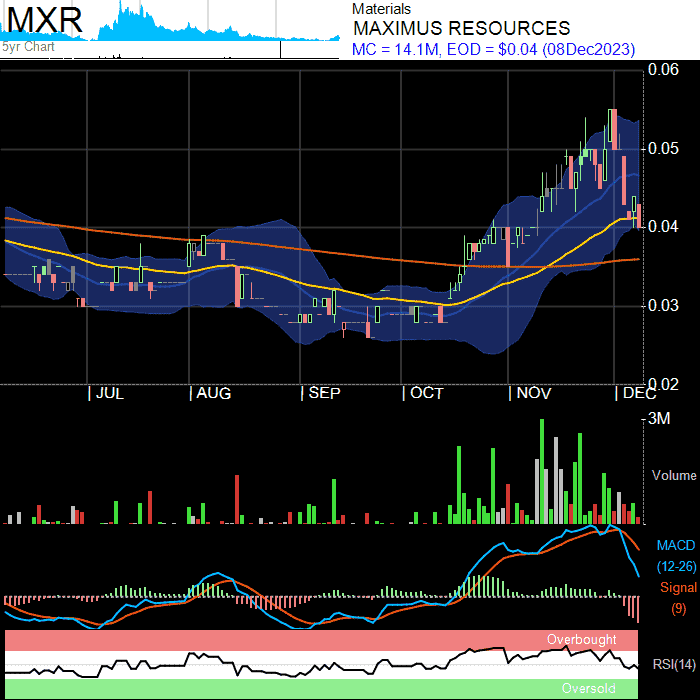 MXR
5yr Chart
Materials
MAXIMUS RESOURCES
MC = 14.1M, EOD = $0.04 (08Dec2023)
0.06
0.05
0.04
0.03
0.02
JUL
AUG
SEP
OCT
NOV
DEC
3M
Volume
MACD
(12-26)
Signal
(9)
Overbought
RSI(14)
Oversold